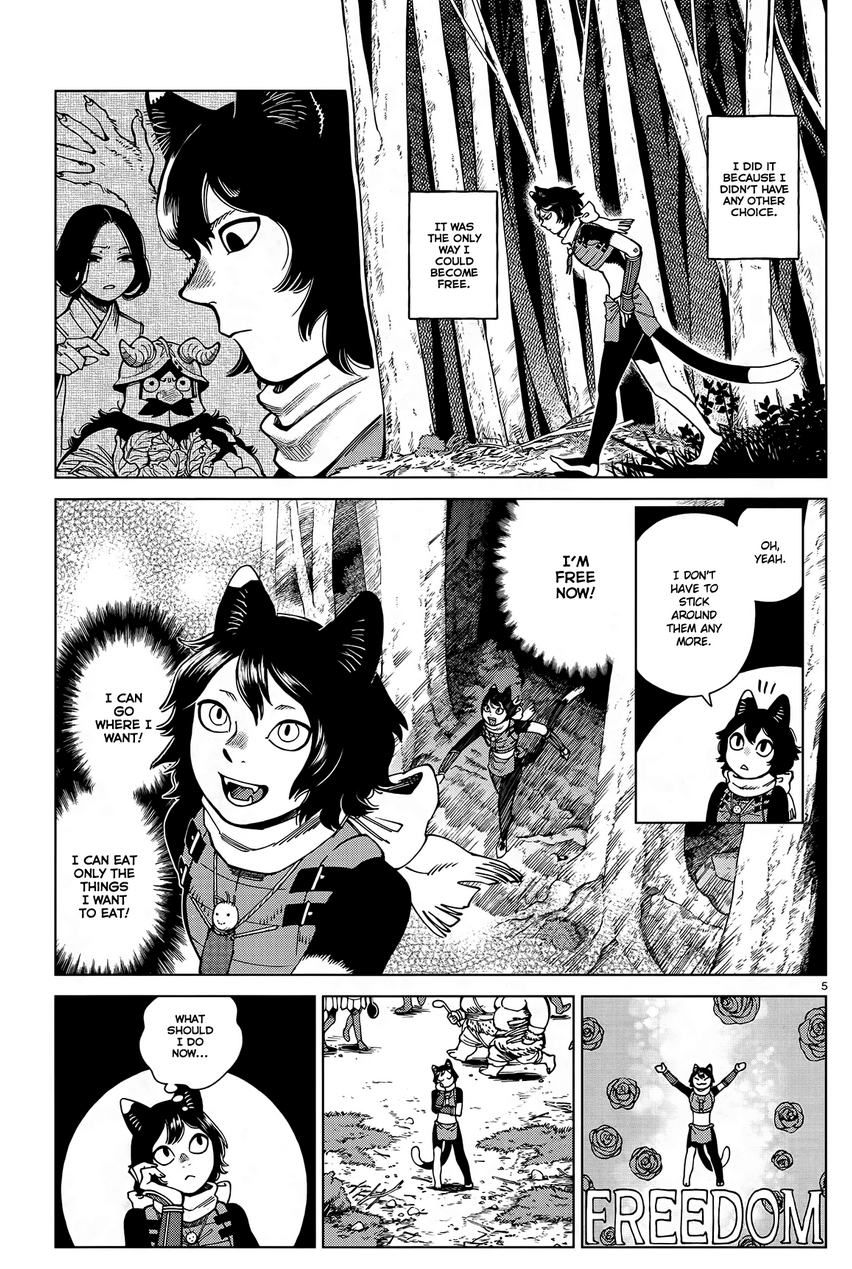 I DID IT
BECAUSE I
DIDN'T HAVE
ANY OTHER
CHOICE.
IT WAS
THE ONLY
WAY I
COULD
BECOME
FREE.
OH,
YEAH.
I DON'T
HAVE TO
STICK
AROUND
THEM ANY
MORE.
I'M
FREE
NOW!
I CAN
GO
WHERE I
WANT!
I CAN EAT
ONLY THE
THINGS
I WANT
TO EAT!
5
WHAT
SHOULD
I DO
NOW...
FREEDOM